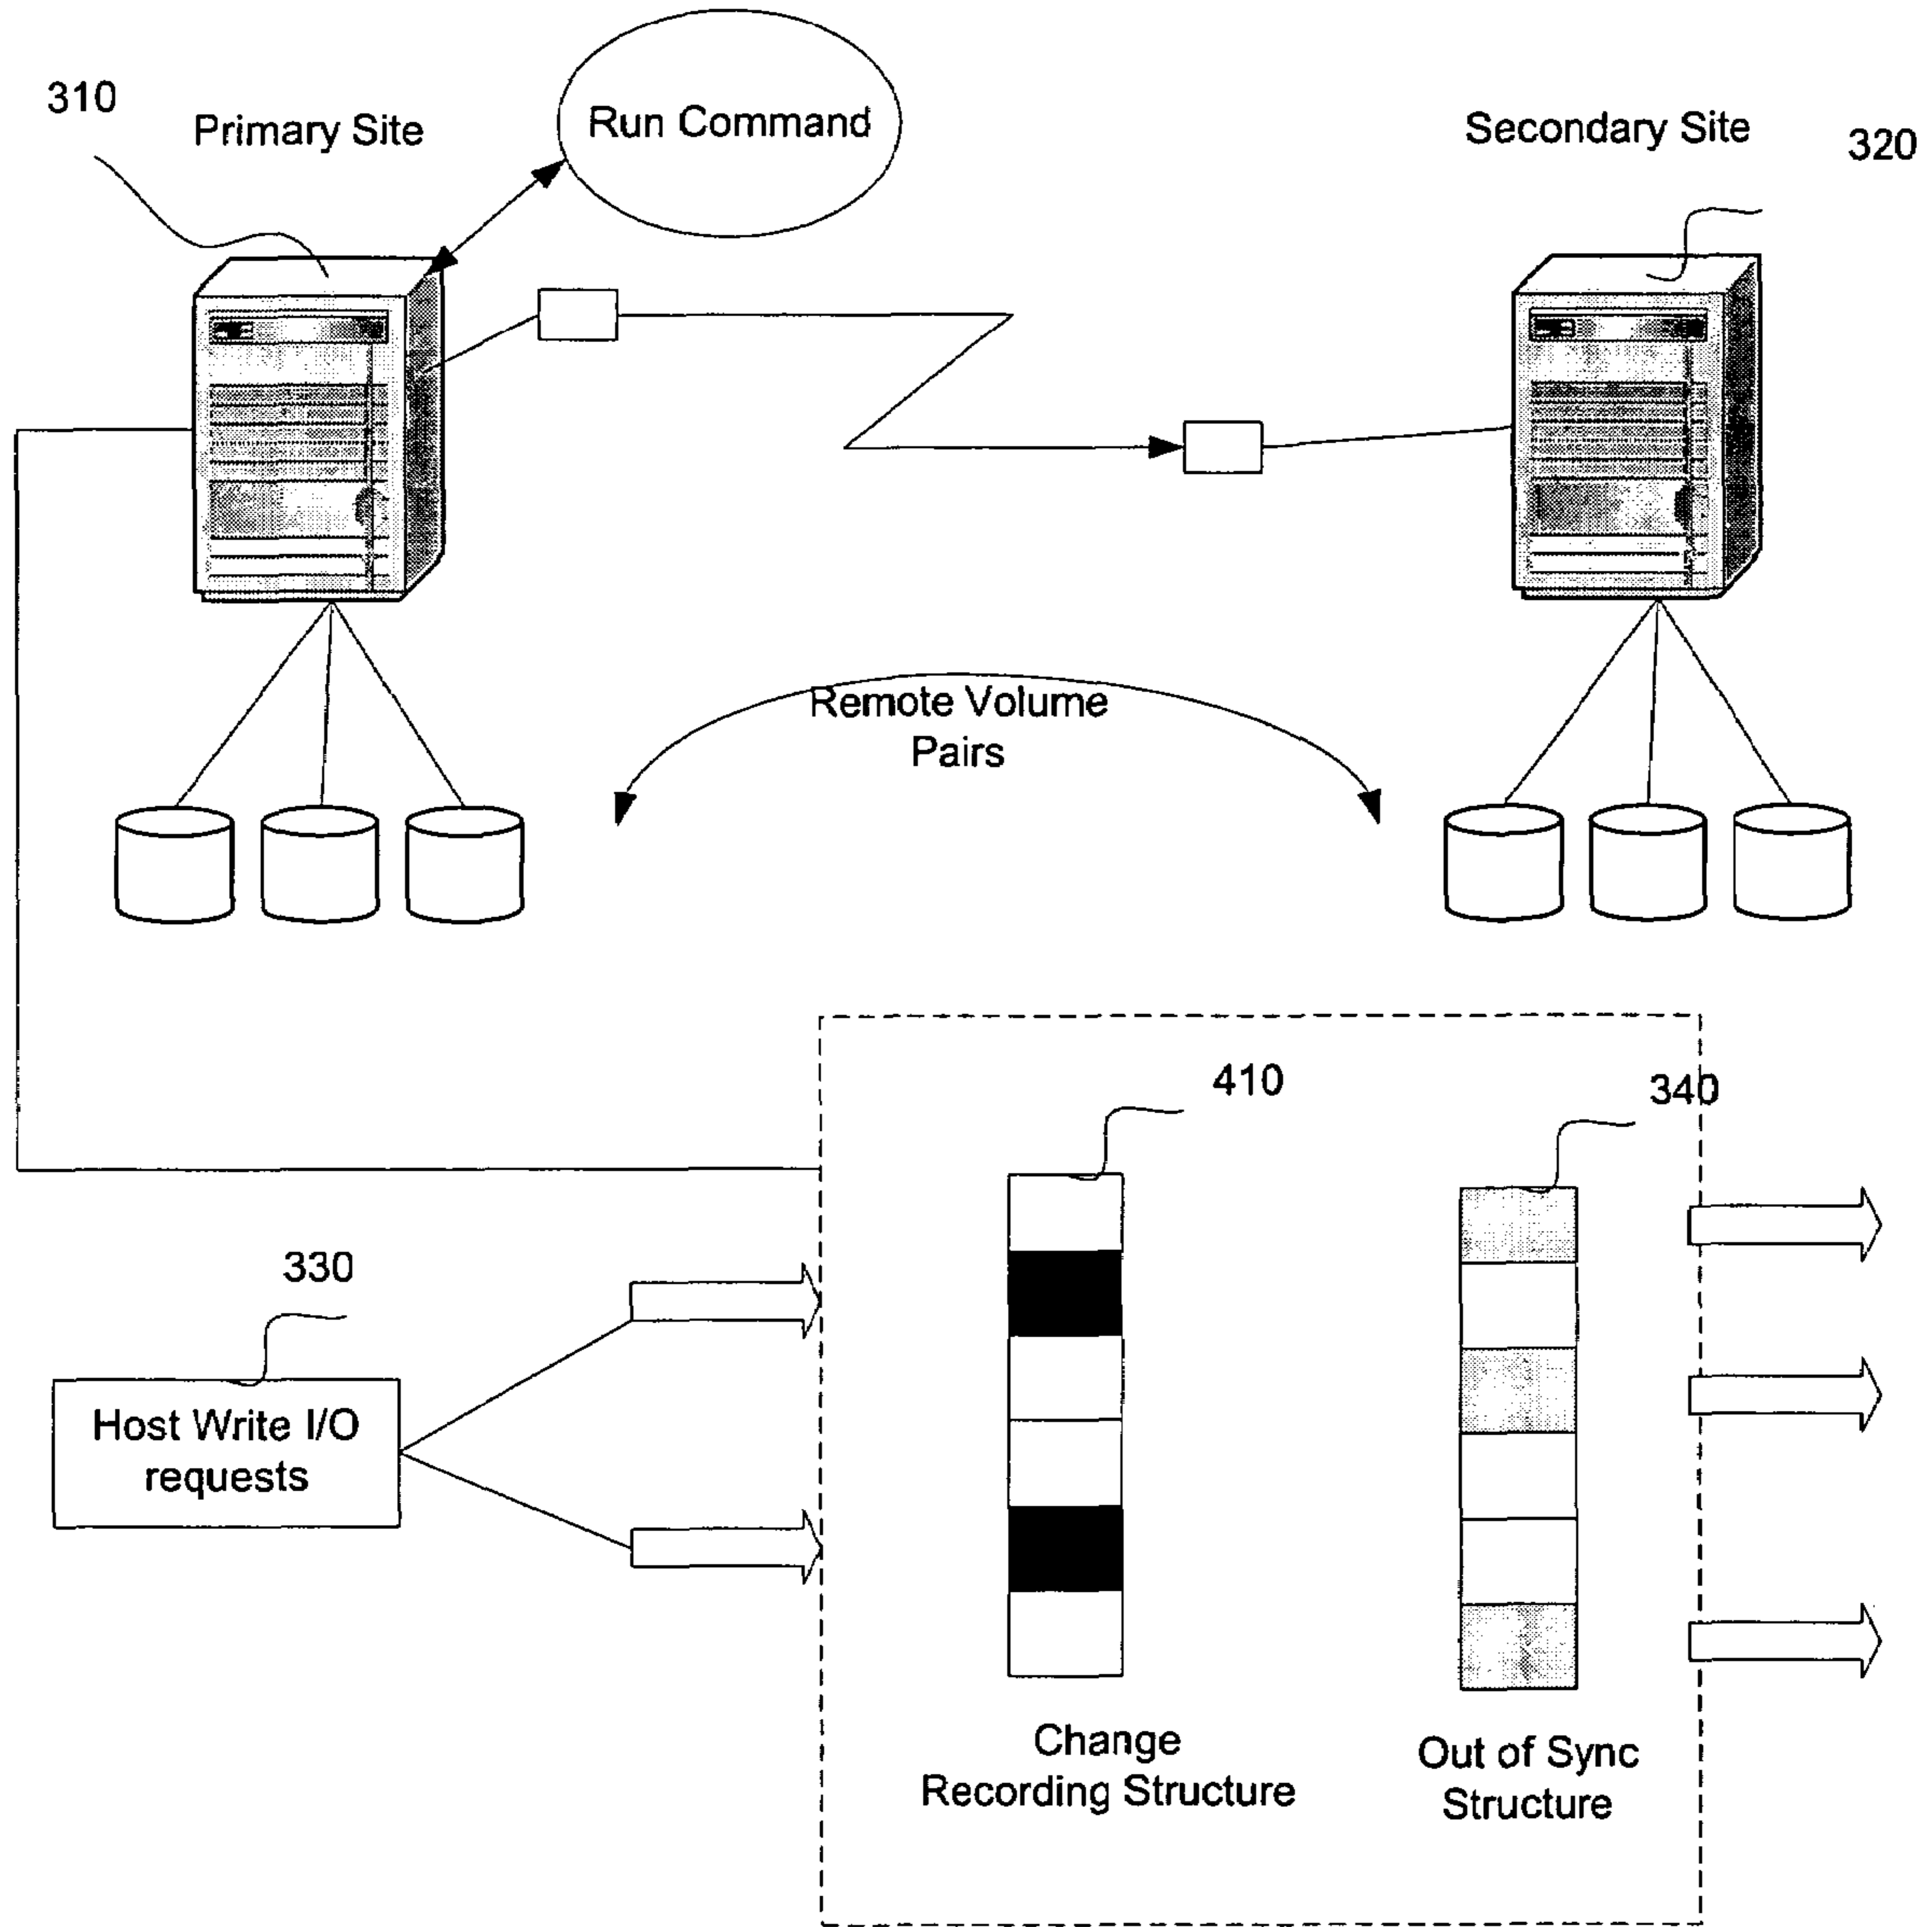 310
Primary Site
Run Command
Secondary Site
320
Remote Volume
Pairs
410
340
330
Host Write I/O
requests
Change
Recording Structure
Out of Sync
Structure